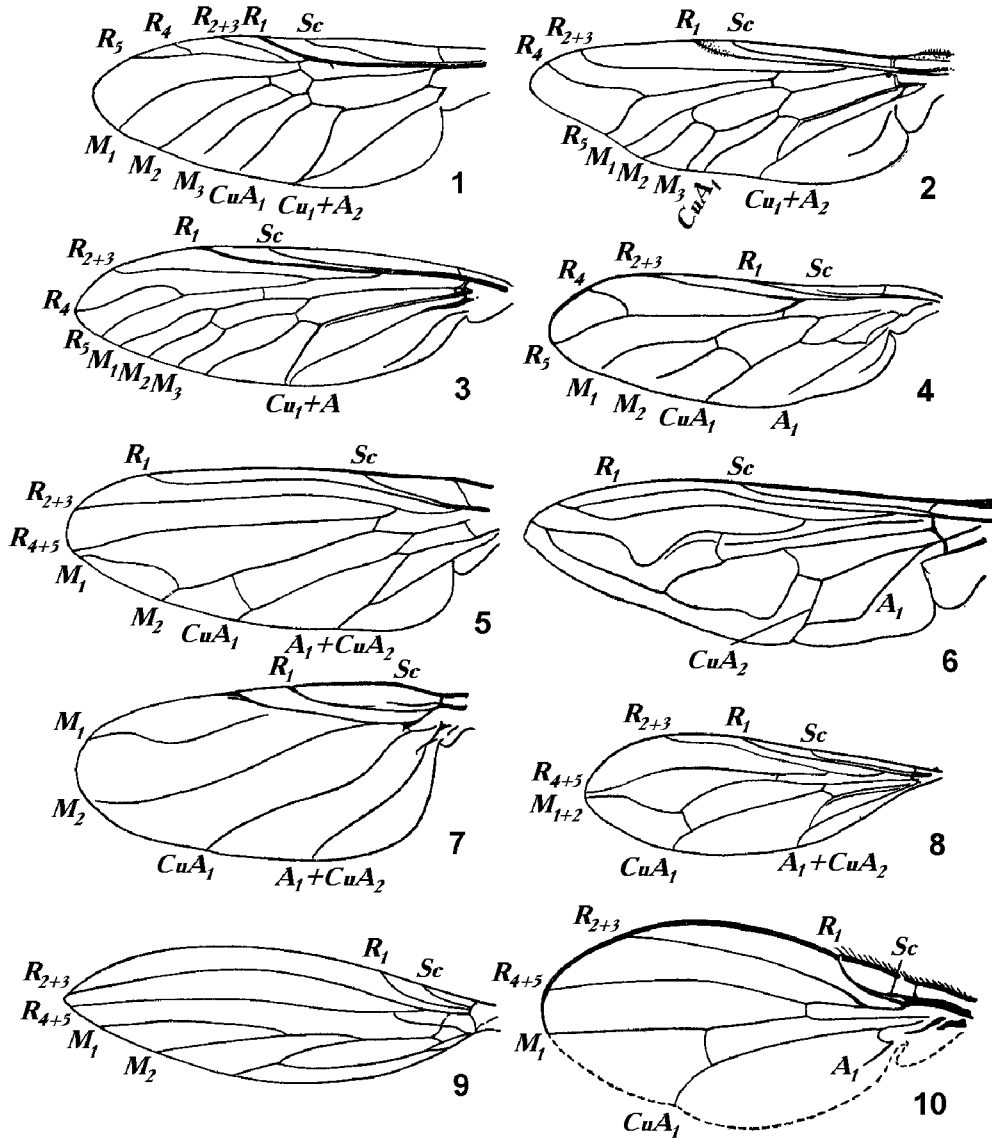 R5 R4 R2+3 R1 Sc
M1 M2 M3 CuA1 Cu1+A2
1
R4 R2+3 R1 Sc
R5 M1 M2 M3 CuA1 Cu1+A2
2
R2+3 R1 Sc
R4 R5 M1 M2 M3 Cu1+A
3
R4 R2+3 R1 Sc
R5 M1 M2 CuA1 A1
4
R2+3 R1 Sc
R4+5 M1 M2 CuA1 A1+CuA2
5
R1 Sc
CuA2 A1
6
R1 Sc
M1 M2 CuA1 A1+CuA2
7
R2+3 R1 Sc
R4+5
M1+2
CuA1 A1+CuA2
8
R1 Sc
R2+3
R4+5
M1 M2
9
R2+3 R1 Sc
R4+5
M1 CuA1 A1
10